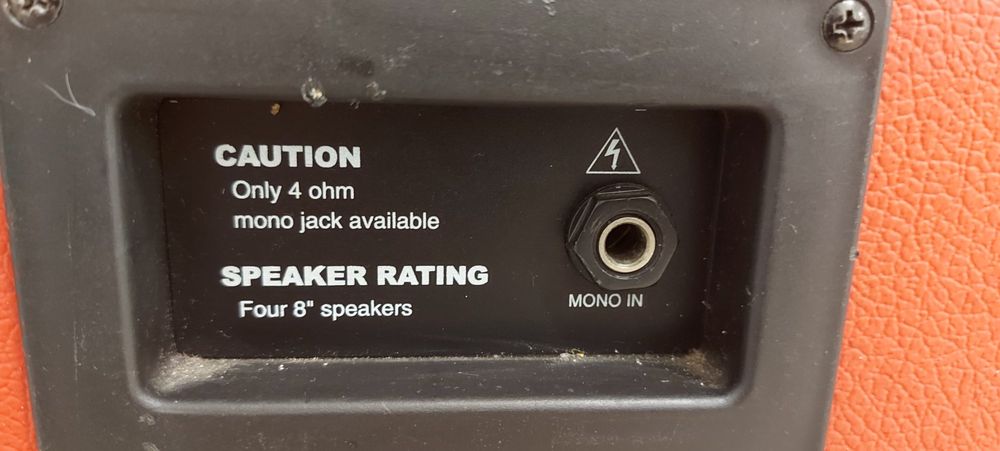 CAUTION
Only 4 ohm
mono jack available
SPEAKER RATING
Four 8" speakers
MONO IN